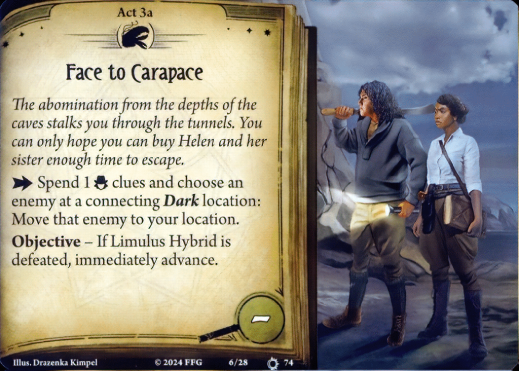 Act 3a
Face to Carapace
The abomination from the depths of the
caves stalks you through the tunnels. You
can only hope you can buy Helen and her
sister enough time to escape.
Spend 1 clues and choose an
enemy at a connecting Dark location:
Move that enemy to your location.
Objective – If Limulus Hybrid is
defeated, immediately advance.
–
Illus. Drazenka Kimpel © 2024 FFG 6/28 74